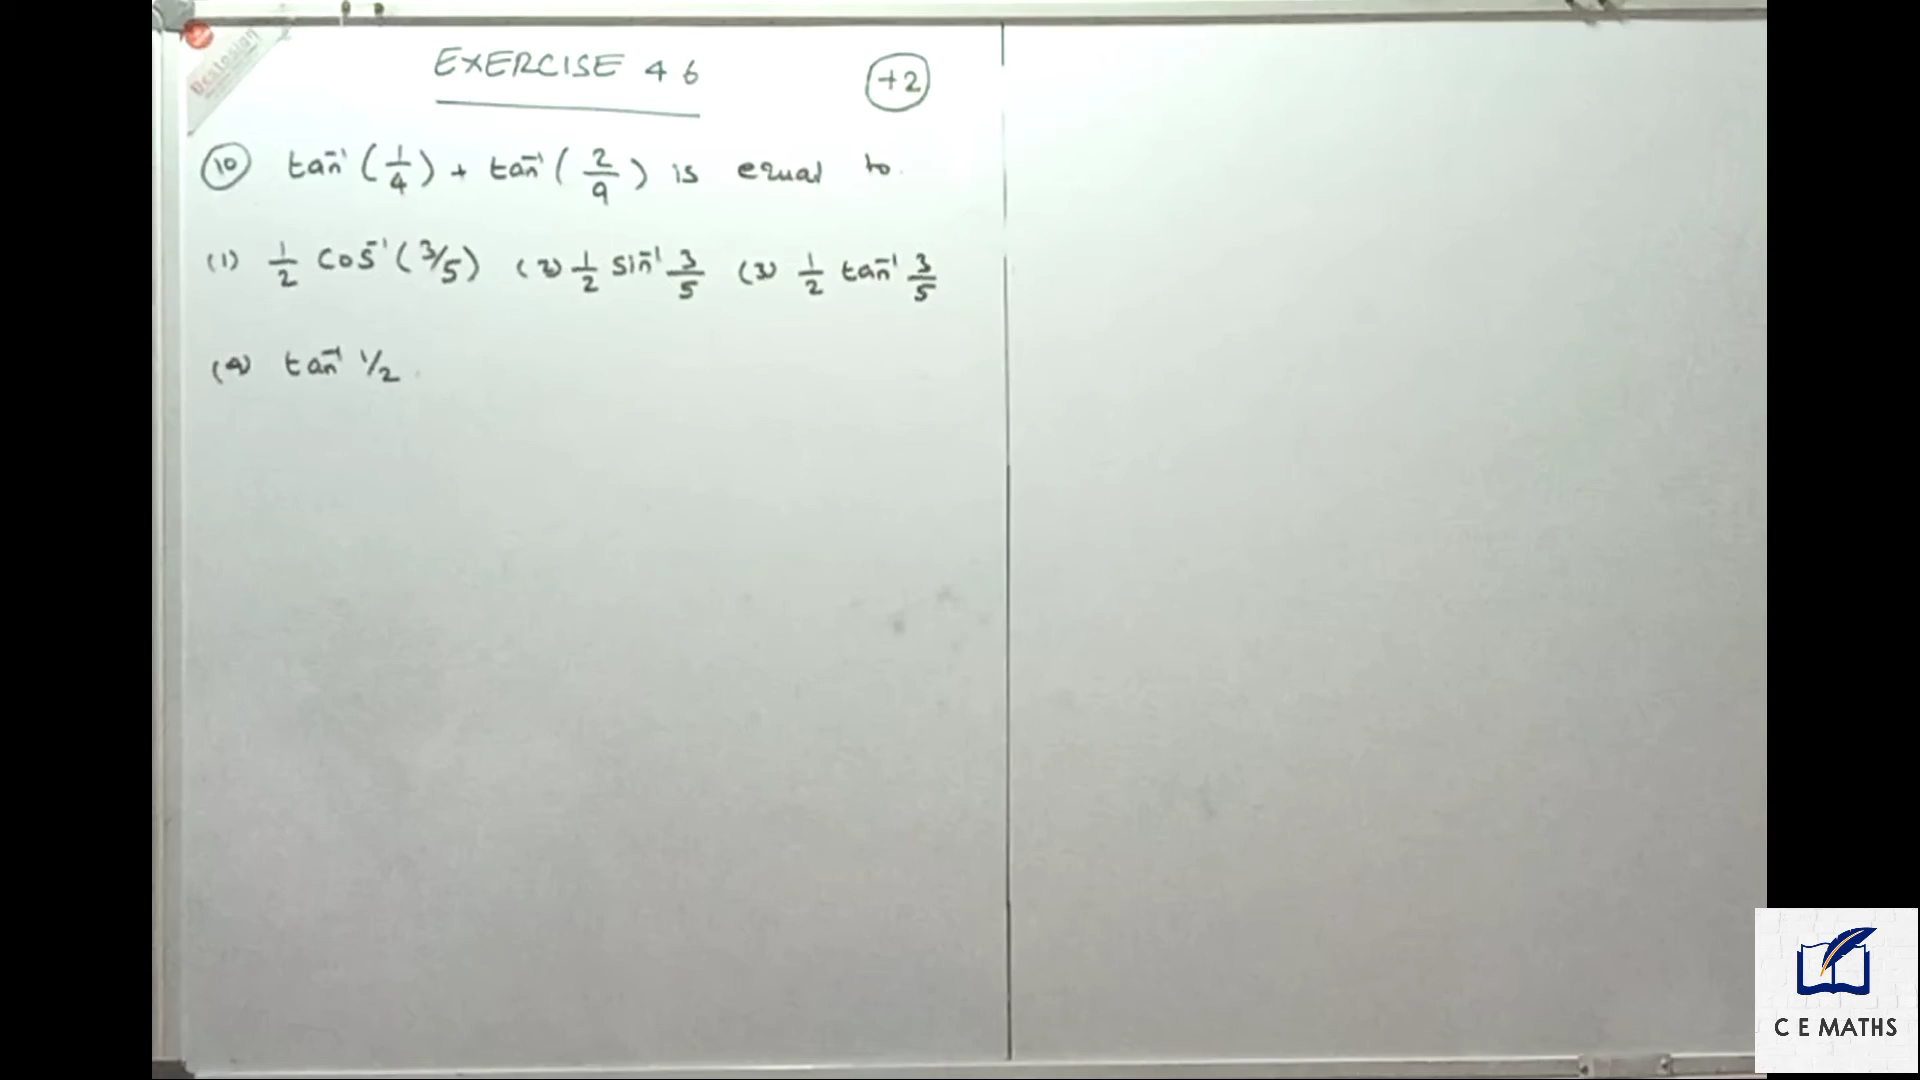 Dcalosian
EXERCISE 4 6
+2
10 tan⁻¹ (1/4) + tan⁻¹ (2/9) is equal to.
(1) 1/2 cos⁻¹ (3/5) (2) 1/2 sin⁻¹ 3/5 (3) 1/2 tan⁻¹ 3/5
(4) tan⁻¹ 1/2.
C E MATHS